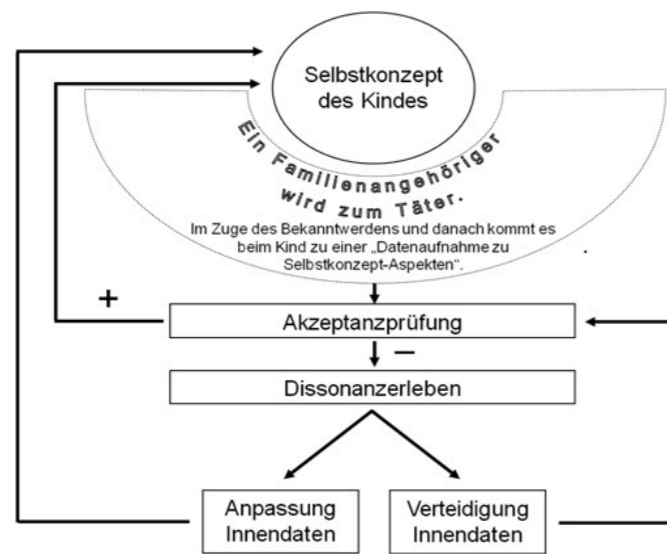 Selbstkonzept
des Kindes
Ein Familienangehöriger
wird zum Täter.
Im Zuge des Bekanntwerdens und danach kommt es
beim Kind zu einer „Datenaufnahme zu
Selbstkonzept-Aspekten“.
.
+
Akzeptanzprüfung
–
Dissonanzerleben
Anpassung
Innendaten
Verteidigung
Innendaten